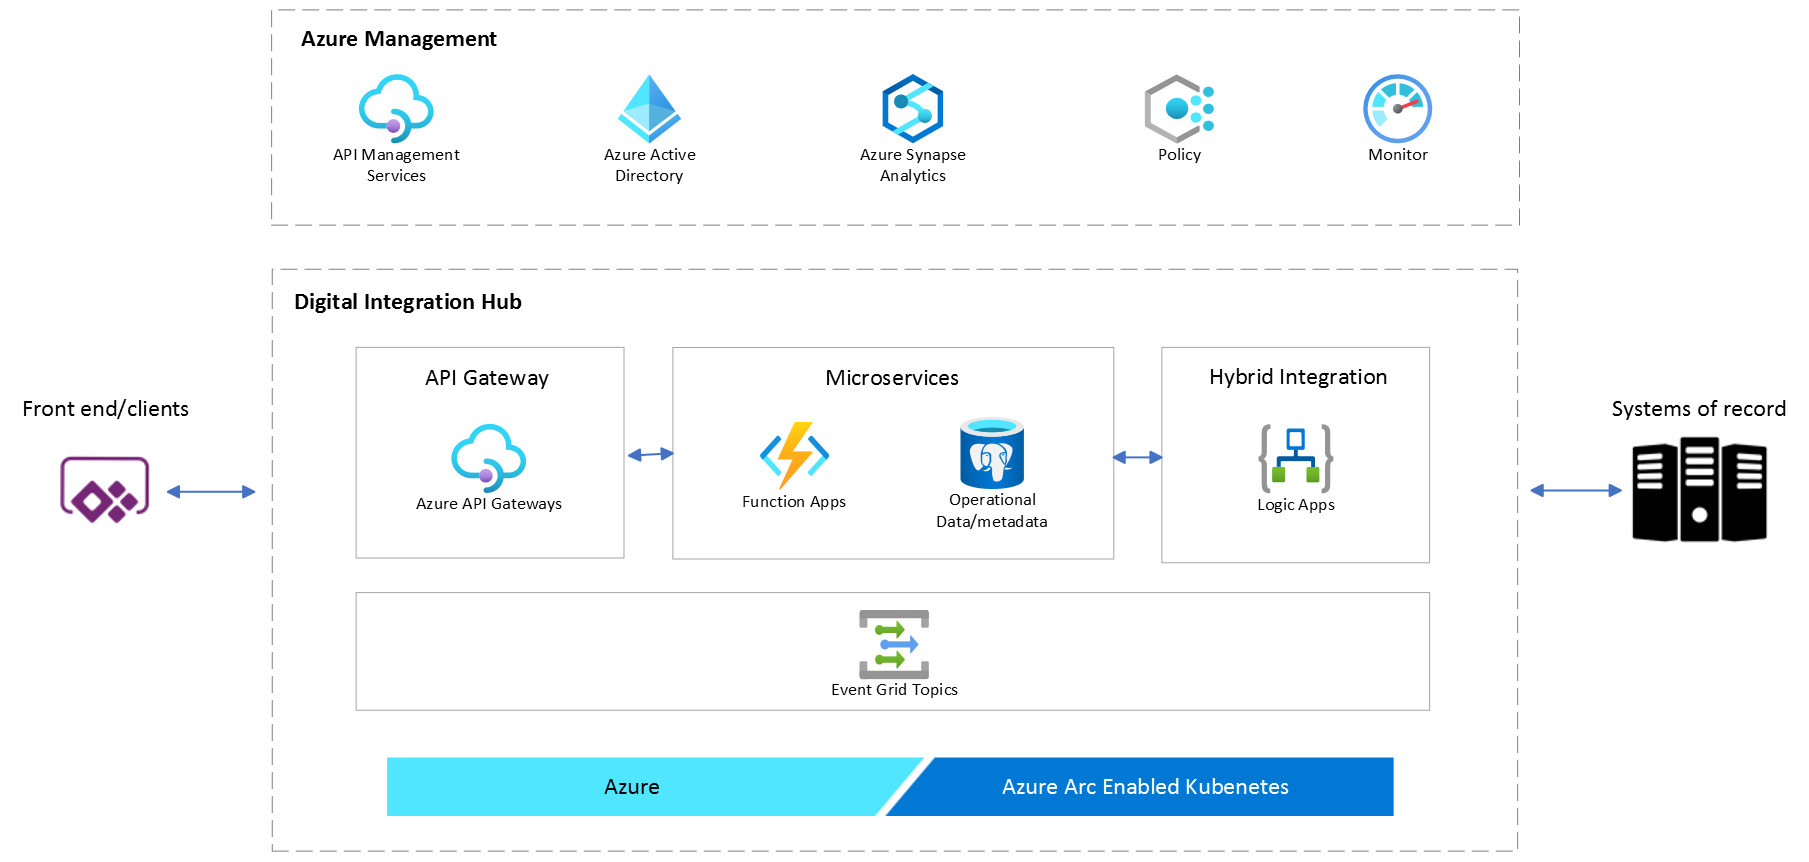 Azure Management
API Management
Services
Azure Active
Directory
Azure Synapse
Analytics
Policy
Monitor
Digital Integration Hub
API Gateway
Microservices
Hybrid Integration
Front end/clients
Systems of record
Azure API Gateways
Function Apps
Operational
Data/metadata
Logic Apps
Event Grid Topics
Azure
Azure Arc Enabled Kubenetes